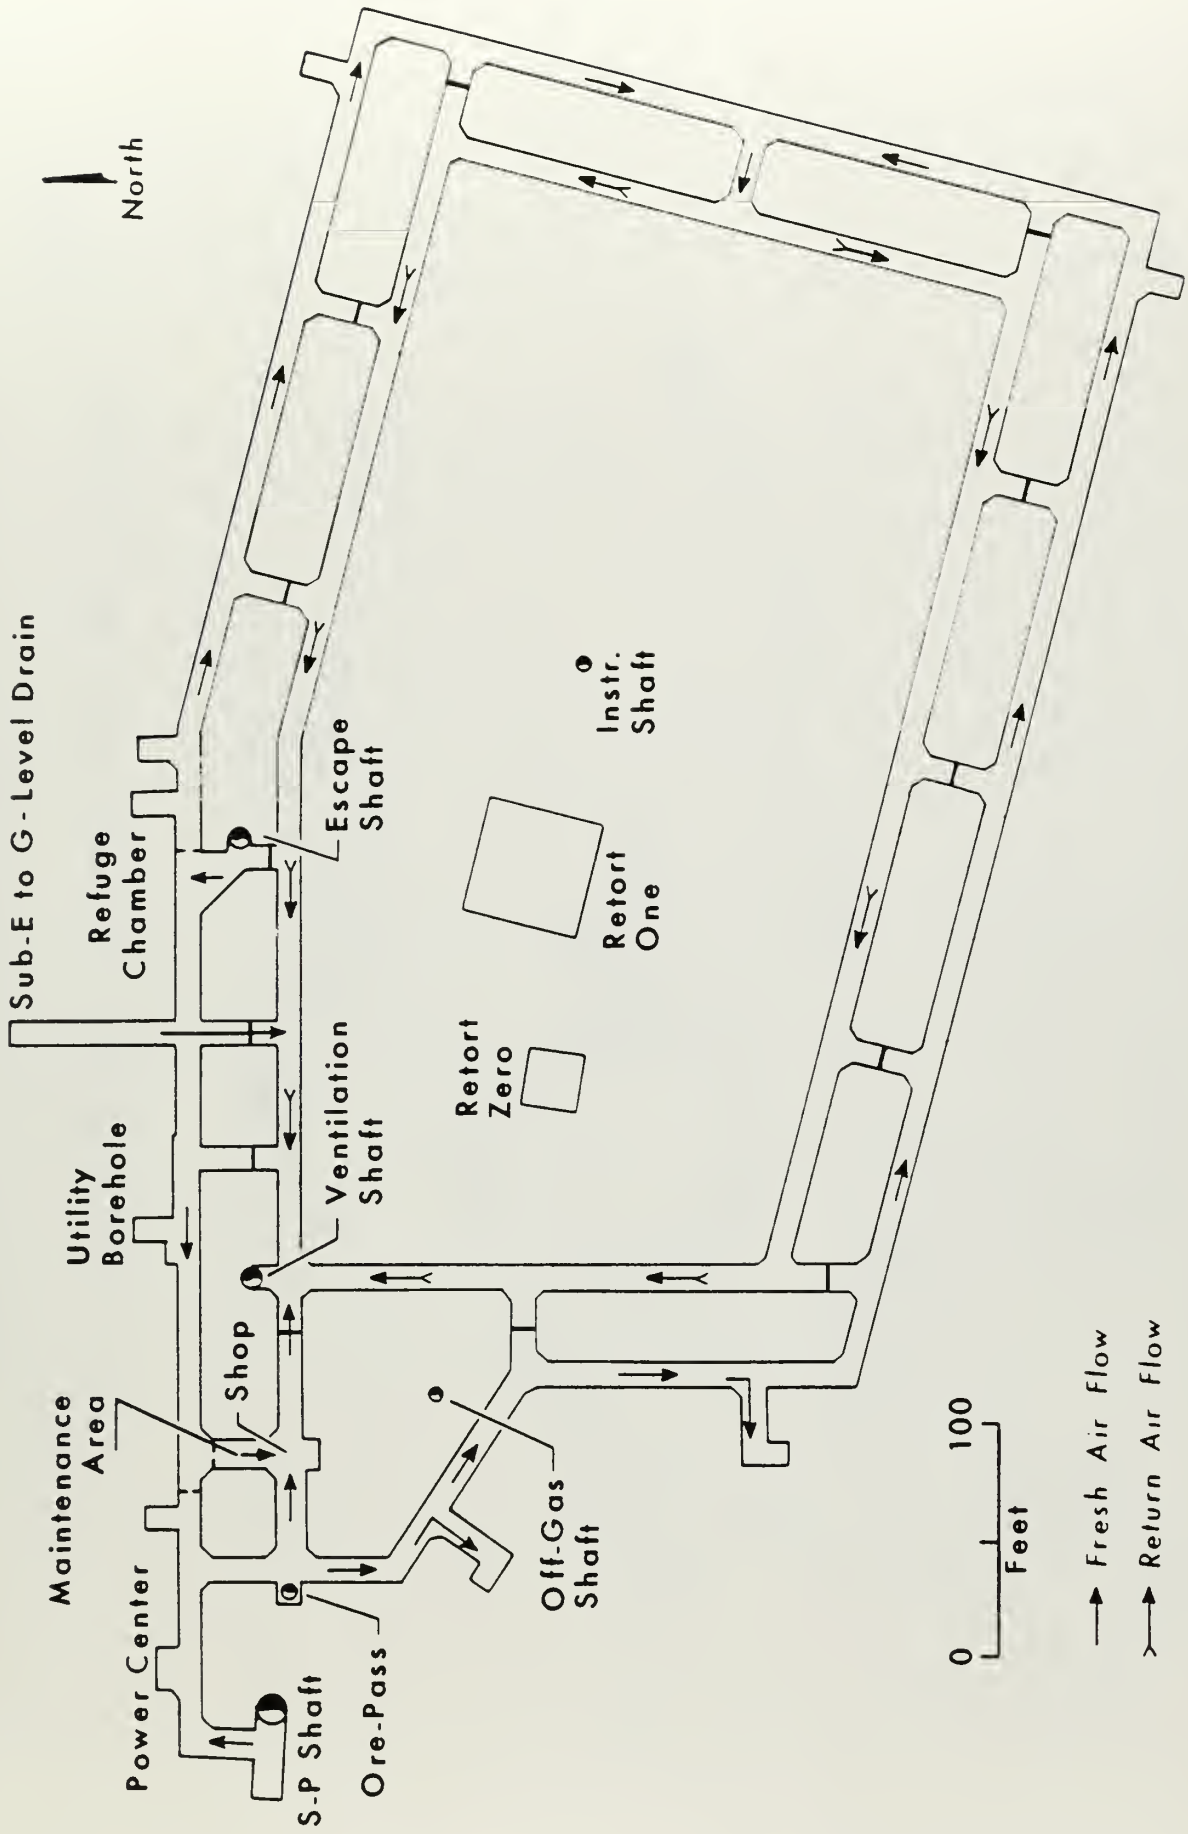 Sub-E to G-Level Drain
North
Refuge
Chamber
Utility
Borehole
Maintenance
Area
Power Center
Shop
Escape
Shaft
Ventilation
Shaft
S-P Shaft
Ore-Pass
Retort
Zero
Retort
One
Instr.
Shaft
Off-Gas
Shaft
0 1 100
Feet
Fresh Air Flow
Return Air Flow